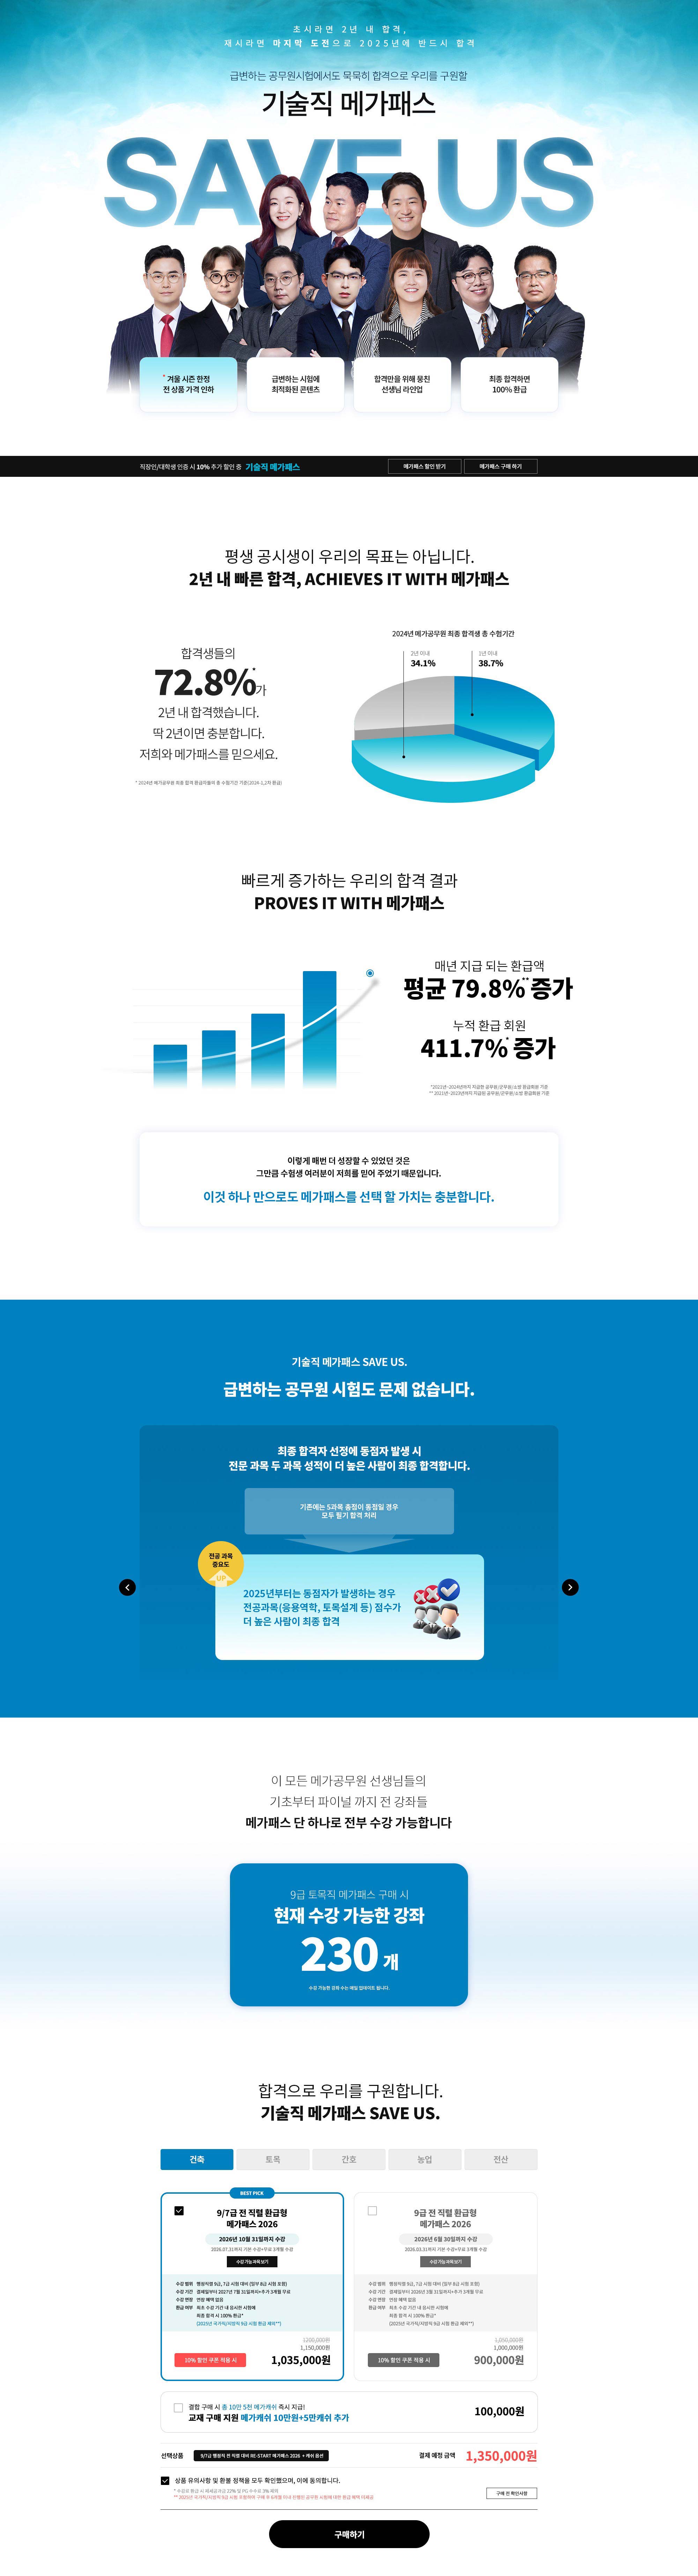 초시라면 2년 내 합격,
재시라면 마지막 도전으로 2025년에 반드시 합격
급변하는 공무원시험에서도 묵묵히 합격으로 우리를 구원할
기술직 메가패스
SAVE US
* 겨울 시즌 한정
전 상품 가격 인하
급변하는 시험에
최적화된 콘텐츠
합격만을 위해 뭉친
선생님 라인업
최종 합격하면
100% 환급
직장인/대학생 인증 시 10% 추가 할인 중 기술직 메가패스
메가패스 할인 받기
메가패스 구매 하기
평생 공시생이 우리의 목표는 아닙니다.
2년 내 빠른 합격, ACHIEVES IT WITH 메가패스
합격생들의
72.8%*가
2년 내 합격했습니다.
딱 2년이면 충분합니다.
저희와 메가패스를 믿으세요.
* 2024년 메가공무원 최종 합격 환급회원의 총 수험기간 기준(2024-1,2차 환급)
2024년 메가공무원 최종 합격생 총 수험기간
2년 이내
34.1%
1년 이내
38.7%
빠르게 증가하는 우리의 합격 결과
PROVES IT WITH 메가패스
매년 지급 되는 환급액
평균 79.8%** 증가
누적 환급 회원
411.7%* 증가
*2021년~2024년까지 지급한 공무원/군무원/소방 환급회원 기준
** 2021년~2023년까지 지급된 공무원/군무원/소방 환급회원 기준
이렇게 매번 더 성장할 수 있었던 것은
그만큼 수험생 여러분이 저희를 믿어 주었기 때문입니다.
이것 하나 만으로도 메가패스를 선택 할 가치는 충분합니다.
기술직 메가패스 SAVE US.
급변하는 공무원 시험도 문제 없습니다.
최종 합격자 선정에 동점자 발생 시
전문 과목 두 과목 성적이 더 높은 사람이 최종 합격합니다.
기존에는 5과목 총점이 동점일 경우
모두 필기 합격 처리
전공 과목
중요도
UP
2025년부터는 동점자가 발생하는 경우
전공과목(응용역학, 토목설계 등) 점수가
더 높은 사람이 최종 합격
이 모든 메가공무원 선생님들의
기초부터 파이널 까지 전 강좌들
메가패스 단 하나로 전부 수강 가능합니다
9급 토목직 메가패스 구매 시
현재 수강 가능한 강좌
230 개
수강 가능한 강좌 수는 매일 업데이트 됩니다.
합격으로 우리를 구원합니다.
기술직 메가패스 SAVE US.
건축
토목
간호
농업
전산
BEST PICK
9/7급 전 직렬 환급형
메가패스 2026
2026년 10월 31일까지 수강
2026.07.31까지 기본 수강+무료 3개월 수강
수강 가능 과목 보기
수강 범위 행정직렬 9급, 7급 시험 대비 (일부 8급 시험 포함)
수강 기간 결제일부터 2027년 7월 31일까지+추가 3개월 무료
수강 연장 연장 혜택 없음
환급 여부 최초 수강 기간 내 응시한 시험에
최종 합격 시 100% 환급*
(2025년 국가직/지방직 9급 시험 환급 제외**)
1,200,000원
1,150,000원
10% 할인 쿠폰 적용 시
1,035,000원
9급 전 직렬 환급형
메가패스 2026
2026년 6월 30일까지 수강
2026.03.31까지 기본 수강+무료 3개월 수강
수강 가능 과목 보기
수강 범위 행정직렬 9급, 7급 시험 대비 (일부 8급 시험 포함)
수강 기간 결제일부터 2026년 3월 31일까지+추가 3개월 무료
수강 연장 연장 혜택 없음
환급 여부 최초 수강 기간 내 응시한 시험에
최종 합격 시 100% 환급*
(2025년 국가직/지방직 9급 시험 환급 제외**)
1,050,000원
1,000,000원
10% 할인 쿠폰 적용 시
900,000원
결합 구매 시 총 10만 5천 메가캐쉬 즉시 지급!
교재 구매 지원 메가캐쉬 10만원+5만캐쉬 추가
100,000원
선택상품
9/7급 행정직 전 직렬 대비 RE-START 메가패스 2026 + 캐쉬 옵션
결제 예정 금액
1,350,000원
상품 유의사항 및 환불 정책을 모두 확인했으며, 이에 동의합니다.
* 수강료 환급 시 제세공과금 22% 및 PG 수수료 3% 제외
구매 전 확인사항
구매하기